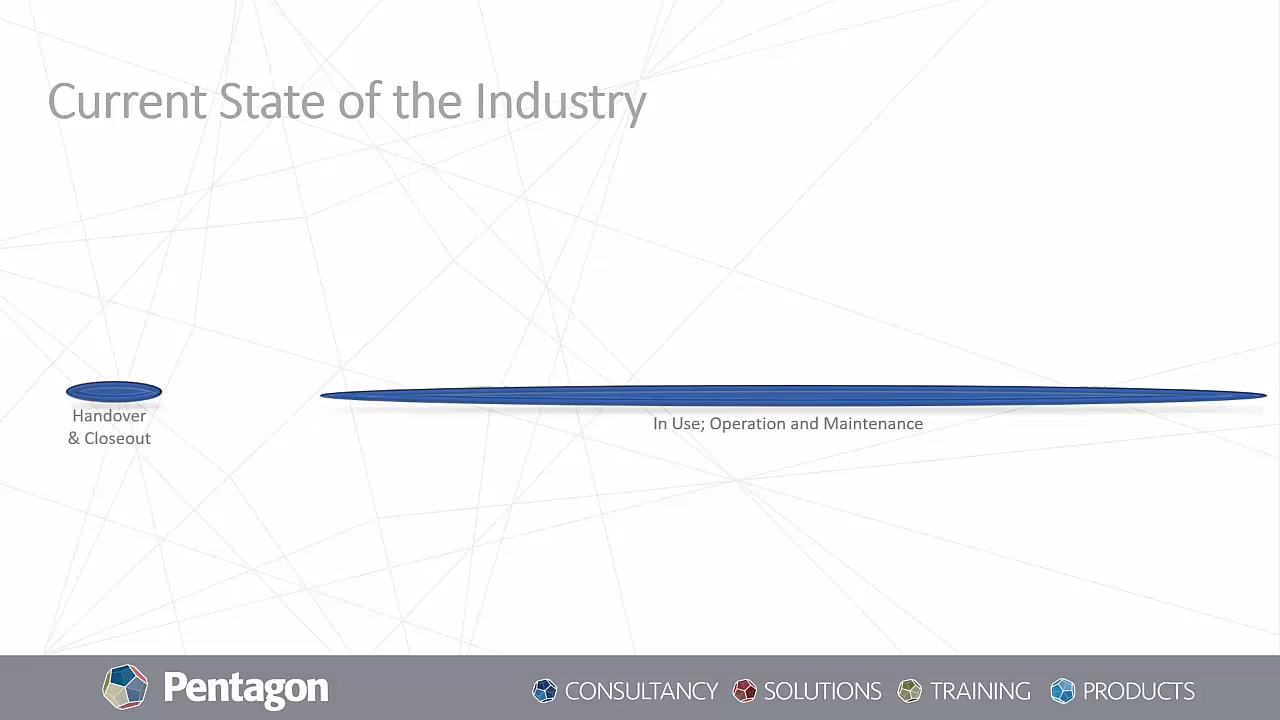 Current State of the Industry
Handover
& Closeout
In Use; Operation and Maintenance
Pentagon
CONSULTANCY
SOLUTIONS
TRAINING
PRODUCTS